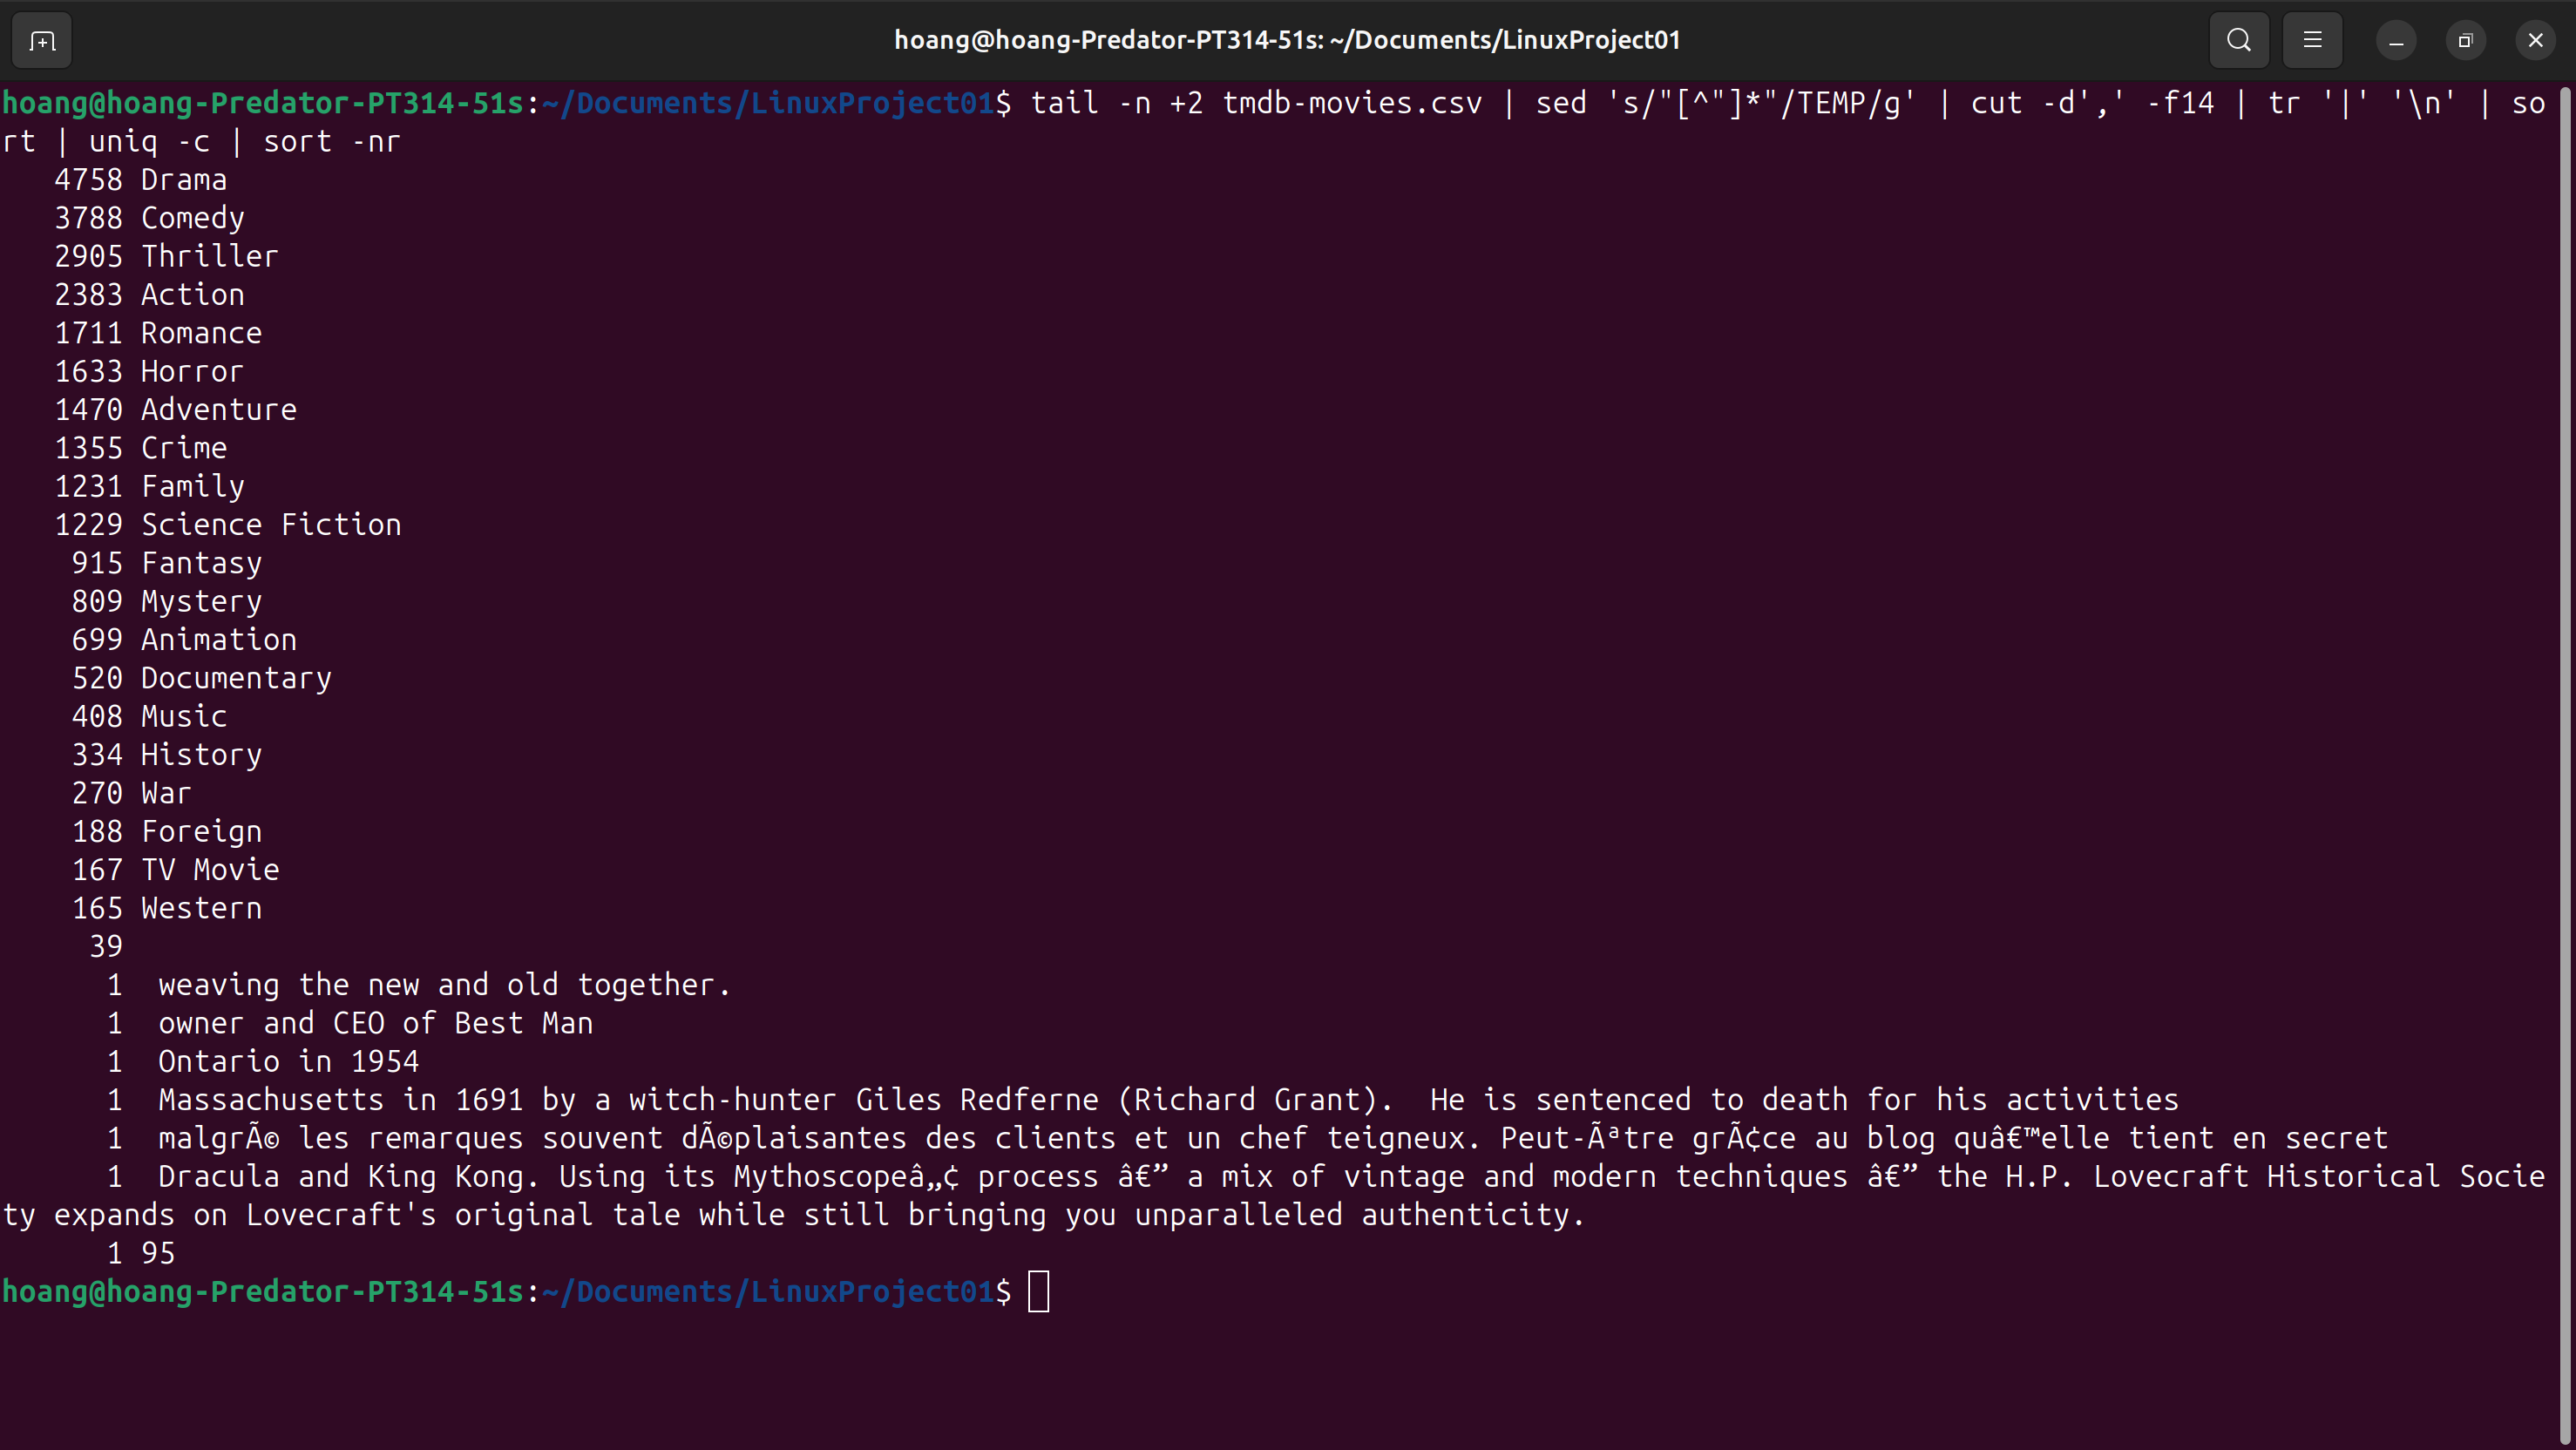 hoang@hoang-Predator-PT314-51s: ~/Documents/LinuxProject01
hoang@hoang-Predator-PT314-51s:~/Documents/LinuxProject01$ tail -n +2 tmdb-movies.csv | sed 's/"[^"]*"/TEMP/g' | cut -d',' -f14 | tr '|' '\n' | so
rt | uniq -c | sort -nr
   4758 Drama
   3788 Comedy
   2905 Thriller
   2383 Action
   1711 Romance
   1633 Horror
   1470 Adventure
   1355 Crime
   1231 Family
   1229 Science Fiction
    915 Fantasy
    809 Mystery
    699 Animation
    520 Documentary
    408 Music
    334 History
    270 War
    188 Foreign
    167 TV Movie
    165 Western
     39
      1  weaving the new and old together.
      1  owner and CEO of Best Man
      1  Ontario in 1954
      1  Massachusetts in 1691 by a witch-hunter Giles Redferne (Richard Grant).  He is sentenced to death for his activities
      1  malgrÃ© les remarques souvent dÃ©plaisantes des clients et un chef teigneux. Peut-Ãªtre grÃ¢ce au blog quâ€™elle tient en secret
      1  Dracula and King Kong. Using its Mythoscopeâ„¢ process â€” a mix of vintage and modern techniques â€” the H.P. Lovecraft Historical Socie
ty expands on Lovecraft's original tale while still bringing you unparalleled authenticity.
      1 95
hoang@hoang-Predator-PT314-51s:~/Documents/LinuxProject01$